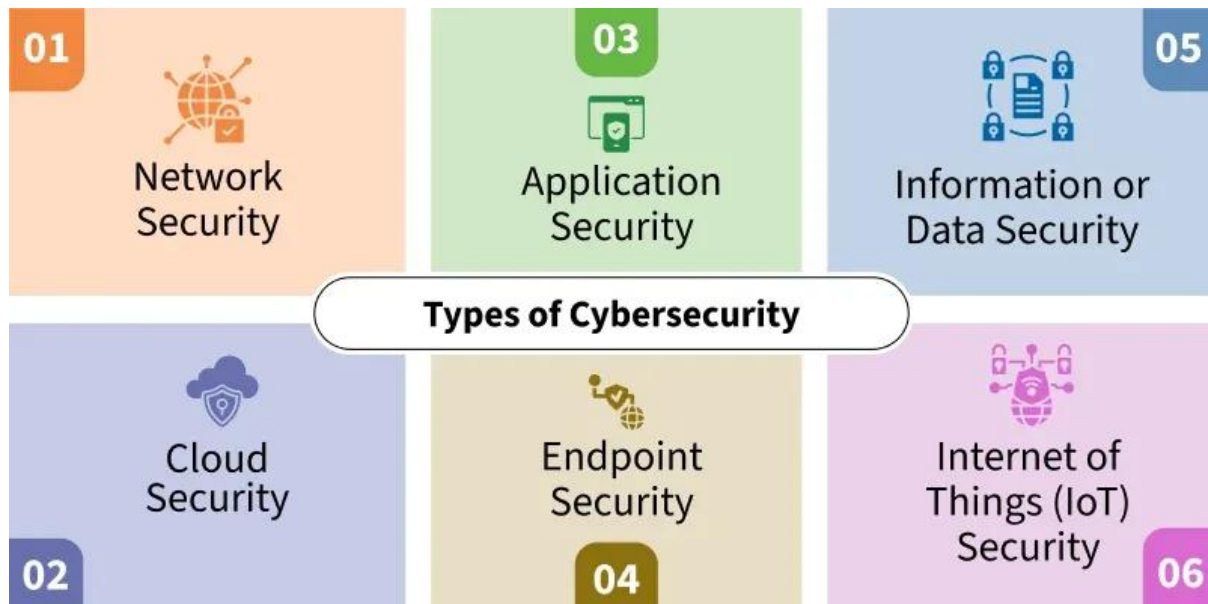 01
Network
Security
03
Application
Security
05
Information or
Data Security
Types of Cybersecurity
Cloud
Security
02
Endpoint
Security
04
Internet of
Things (IoT)
Security
06